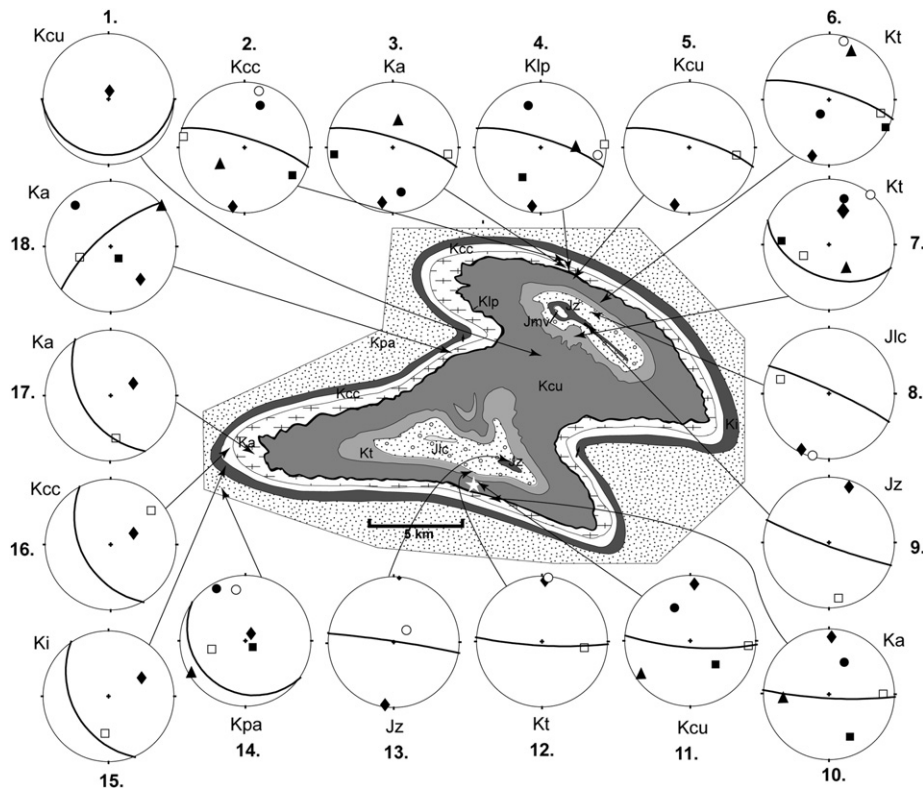 1.
Kcu
2.
Kcc
3.
Ka
4.
Klp
5.
Kcu
6.
Kt
Kt
7.
Ka
18.
Kcc
Klp
Jz
Jmv
Kpa
Kcu
Kcc
Ki
Jlc
8.
Ka
17.
Ka
Kt
Jlc
Jz
5 km
Jz
9.
Kcc
16.
Ki
15.
Kpa
14.
Jz
13.
Kt
12.
Kcu
11.
Ka
10.